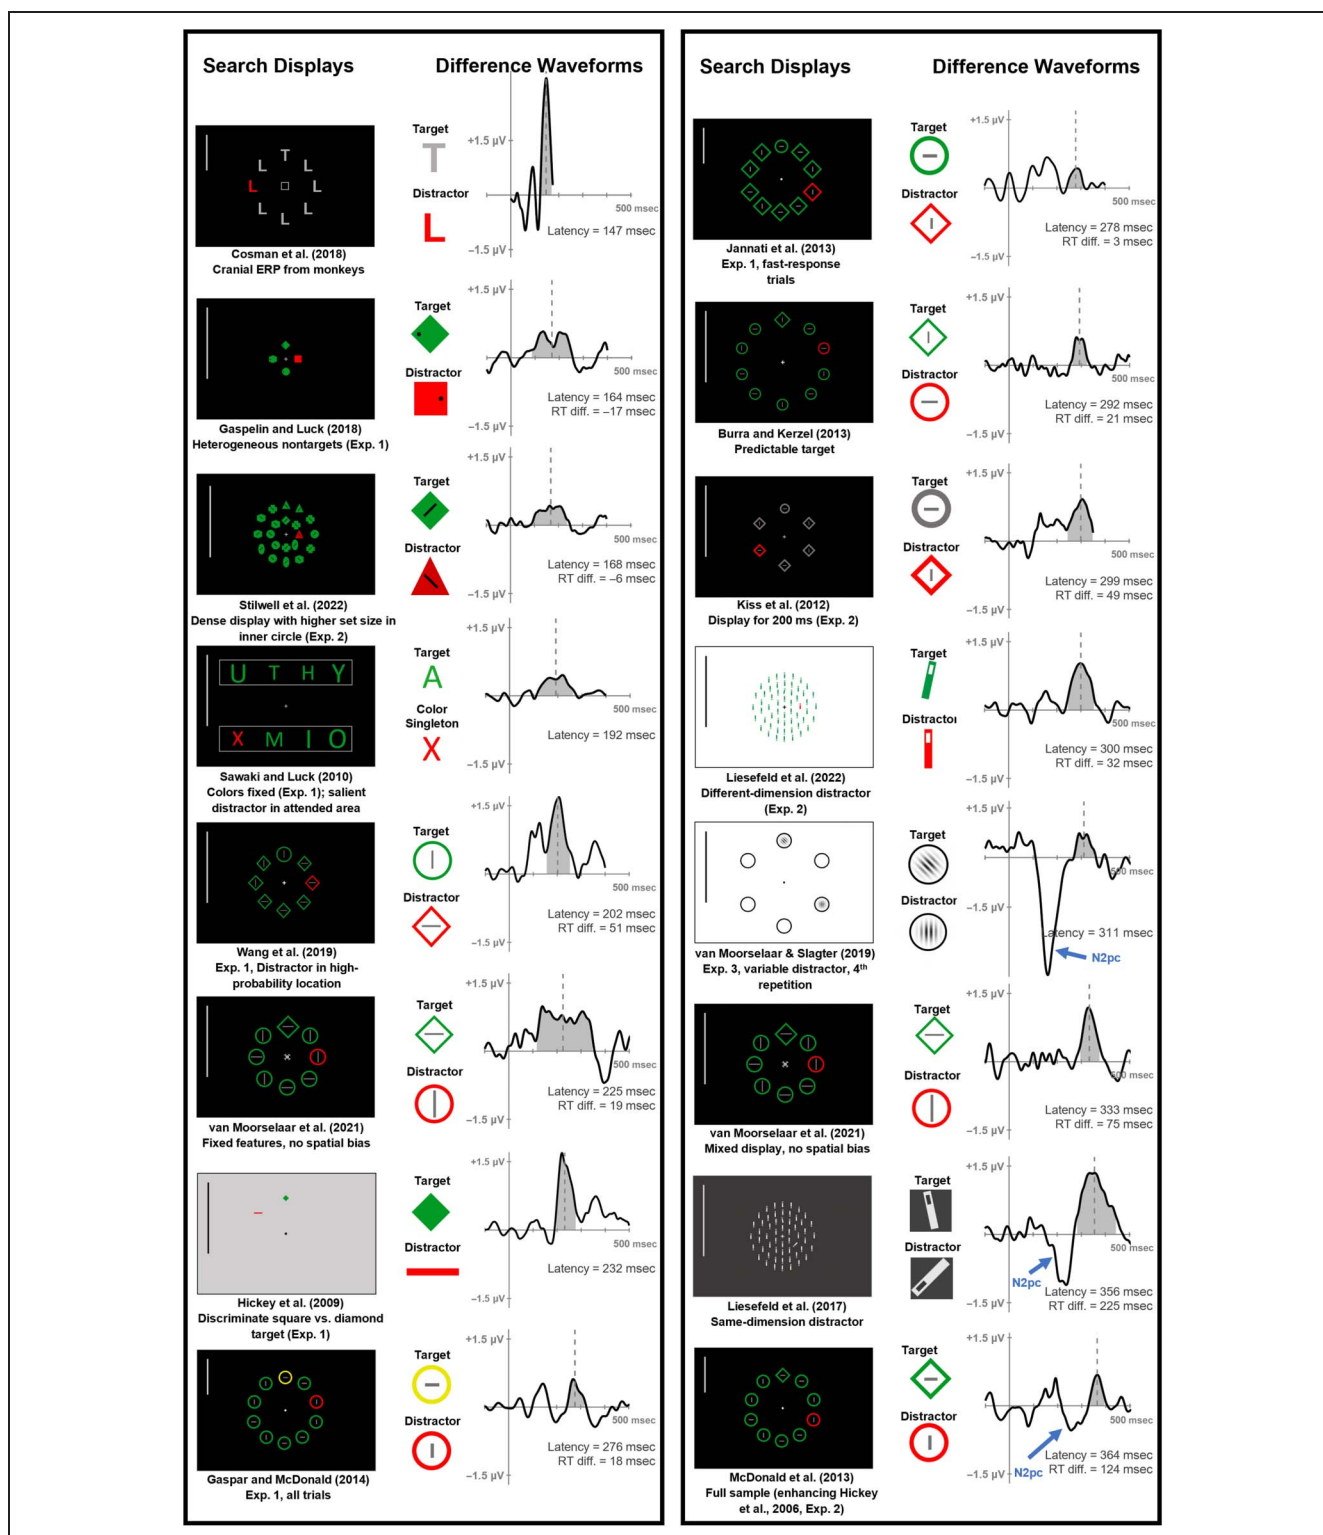 Search Displays
Difference Waveforms
Target
T
Distractor
L
T
L
L
L
L
L
L
L
+1.5 µV
500 msec
Latency = 147 msec
−1.5 µV
Cosman et al. (2018)
Cranial ERP from monkeys
Target
Distractor
+1.5 µV
500 msec
Latency = 164 msec
RT diff. = −17 msec
−1.5 µV
Gaspelin and Luck (2018)
Heterogeneous nontargets (Exp. 1)
Target
Distractor
+1.5 µV
500 msec
Latency = 168 msec
RT diff. = −6 msec
−1.5 µV
Stilwell et al. (2022)
Dense display with higher set size in
inner circle (Exp. 2)
U T H Y
X M I O
Target
A
Color
Singleton
X
+1.5 µV
500 msec
Latency = 192 msec
−1.5 µV
Sawaki and Luck (2010)
Colors fixed (Exp. 1); salient
distractor in attended area
Target
Distractor
+1.5 µV
500 msec
Latency = 202 msec
RT diff. = 51 msec
−1.5 µV
Wang et al. (2019)
Exp. 1, Distractor in high-
probability location
Target
Distractor
+1.5 µV
500 msec
Latency = 225 msec
RT diff. = 19 msec
−1.5 µV
van Moorselaar et al. (2021)
Fixed features, no spatial bias
Target
Distractor
+1.5 µV
500 msec
Latency = 232 msec
−1.5 µV
Hickey et al. (2009)
Discriminate square vs. diamond
target (Exp. 1)
Target
Distractor
+1.5 µV
500 msec
Latency = 276 msec
RT diff. = 18 msec
−1.5 µV
Gaspar and McDonald (2014)
Exp. 1, all trials
Search Displays
Difference Waveforms
Target
Distractor
+1.5 µV
500 msec
Latency = 278 msec
RT diff. = 3 msec
−1.5 µV
Jannati et al. (2013)
Exp. 1, fast-response
trials
Target
Distractor
+1.5 µV
500 msec
Latency = 292 msec
RT diff. = 21 msec
−1.5 µV
Burra and Kerzel (2013)
Predictable target
Target
Distractor
+1.5 µV
500 msec
Latency = 299 msec
RT diff. = 49 msec
−1.5 µV
Kiss et al. (2012)
Display for 200 ms (Exp. 2)
Target
Distractor
+1.5 µV
500 msec
Latency = 300 msec
RT diff. = 32 msec
−1.5 µV
Liesefeld et al. (2022)
Different-dimension distractor
(Exp. 2)
Target
Distractor
+1.5 µV
500 msec
−1.5 µV
Latency = 311 msec
N2pc
van Moorselaar & Slagter (2019)
Exp. 3, variable distractor, 4th
repetition
Target
Distractor
+1.5 µV
500 msec
Latency = 333 msec
RT diff. = 75 msec
−1.5 µV
van Moorselaar et al. (2021)
Mixed display, no spatial bias
Target
Distractor
+1.5 µV
500 msec
N2pc
Latency = 356 msec
RT diff. = 225 msec
−1.5 µV
Liesefeld et al. (2017)
Same-dimension distractor
Target
Distractor
+1.5 µV
500 msec
N2pc
Latency = 364 msec
RT diff. = 124 msec
−1.5 µV
McDonald et al. (2013)
Full sample (enhancing Hickey
et al., 2006, Exp. 2)